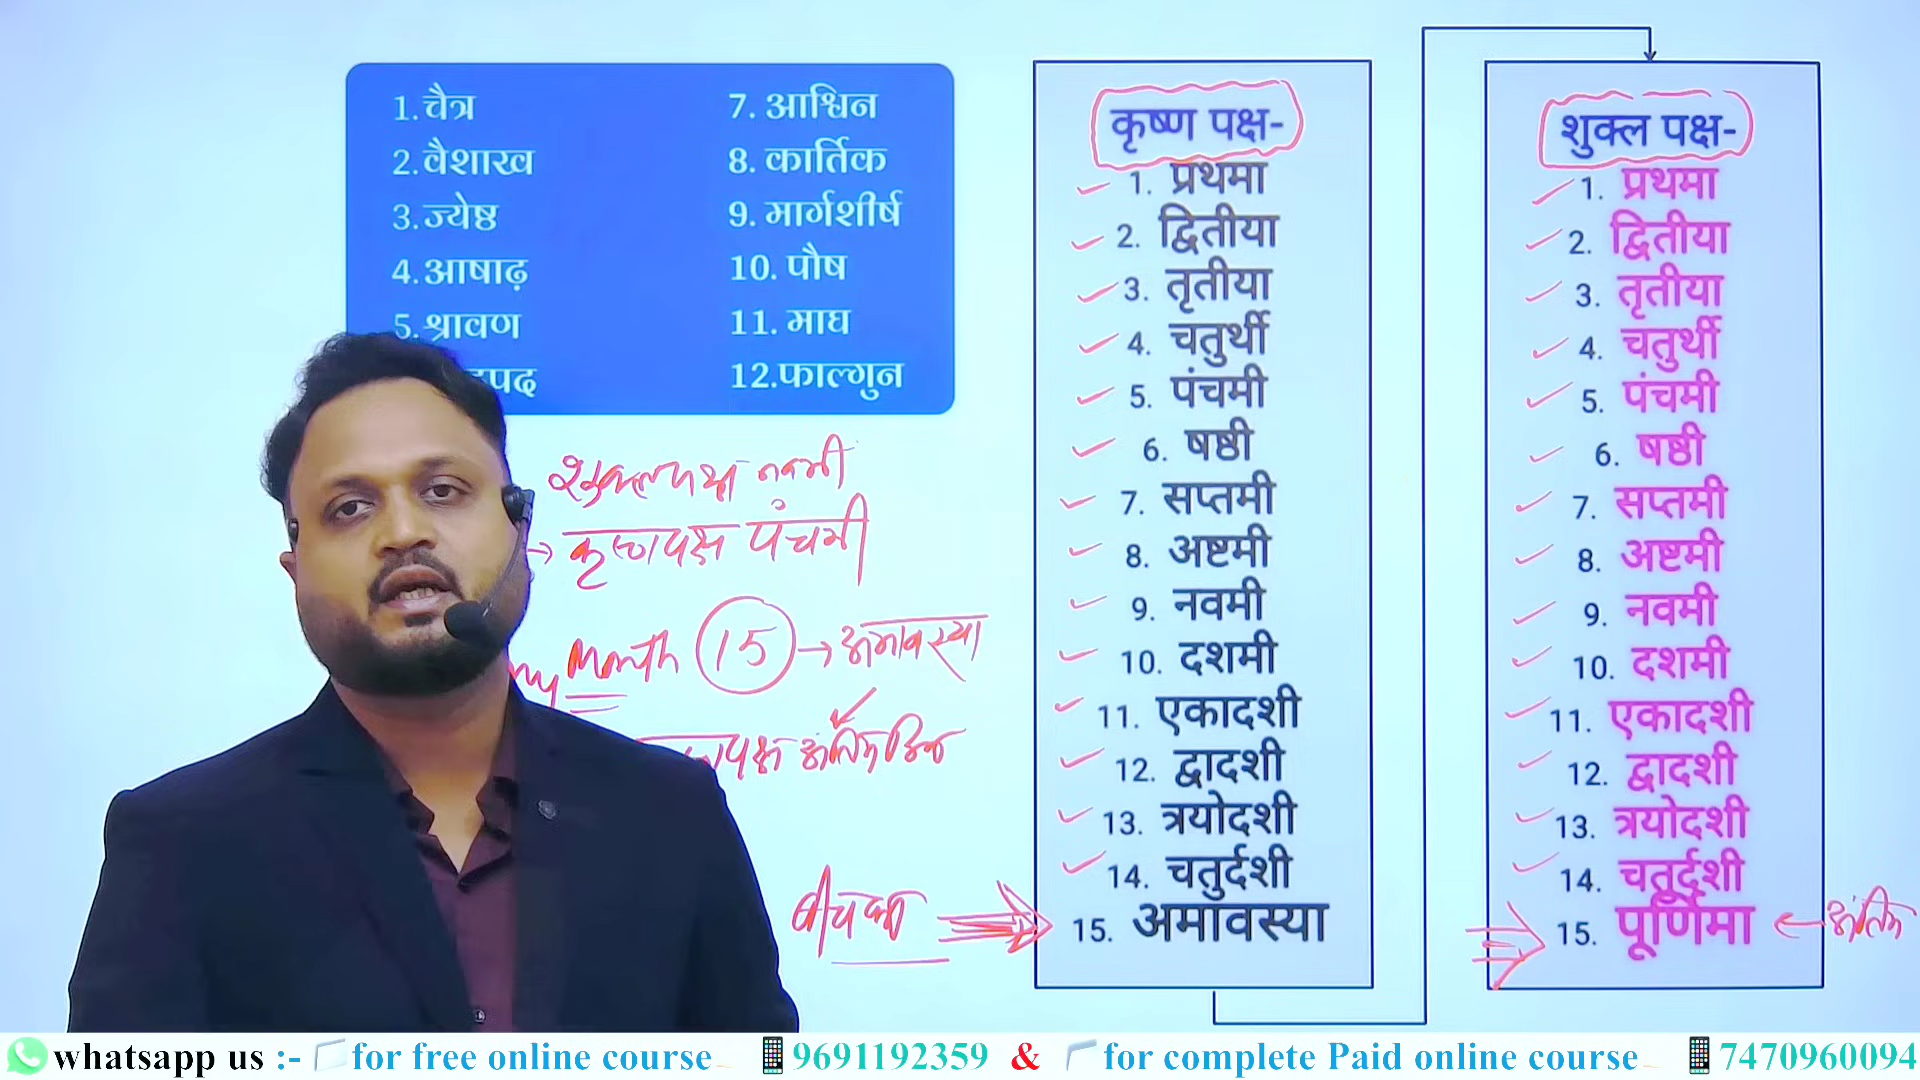 1. चैत्र
2. वैशाख
3. ज्येष्ठ
4. आषाढ़
5. श्रावण
7. आश्विन
8. कार्तिक
9. मार्गशीर्ष
10. पौष
11. माघ
12.फाल्गुन
शुक्लपक्ष नवमी
→ कृष्णपक्ष पंचमी
Month 15 → अमावस्या
बीच का
कृष्ण पक्ष-
1. प्रथमा
2. द्वितीया
3. तृतीया
4. चतुर्थी
5. पंचमी
6. षष्ठी
7. सप्तमी
8. अष्टमी
9. नवमी
10. दशमी
11. एकादशी
12. द्वादशी
13. त्रयोदशी
14. चतुर्दशी
15. अमावस्या
शुक्ल पक्ष-
1. प्रथमा
2. द्वितीया
3. तृतीया
4. चतुर्थी
5. पंचमी
6. षष्ठी
7. सप्तमी
8. अष्टमी
9. नवमी
10. दशमी
11. एकादशी
12. द्वादशी
13. त्रयोदशी
14. चतुर्दशी
15. पूर्णिमा ← अंतिम
whatsapp us :- for free online course 9691192359 & for complete Paid online course 7470960094